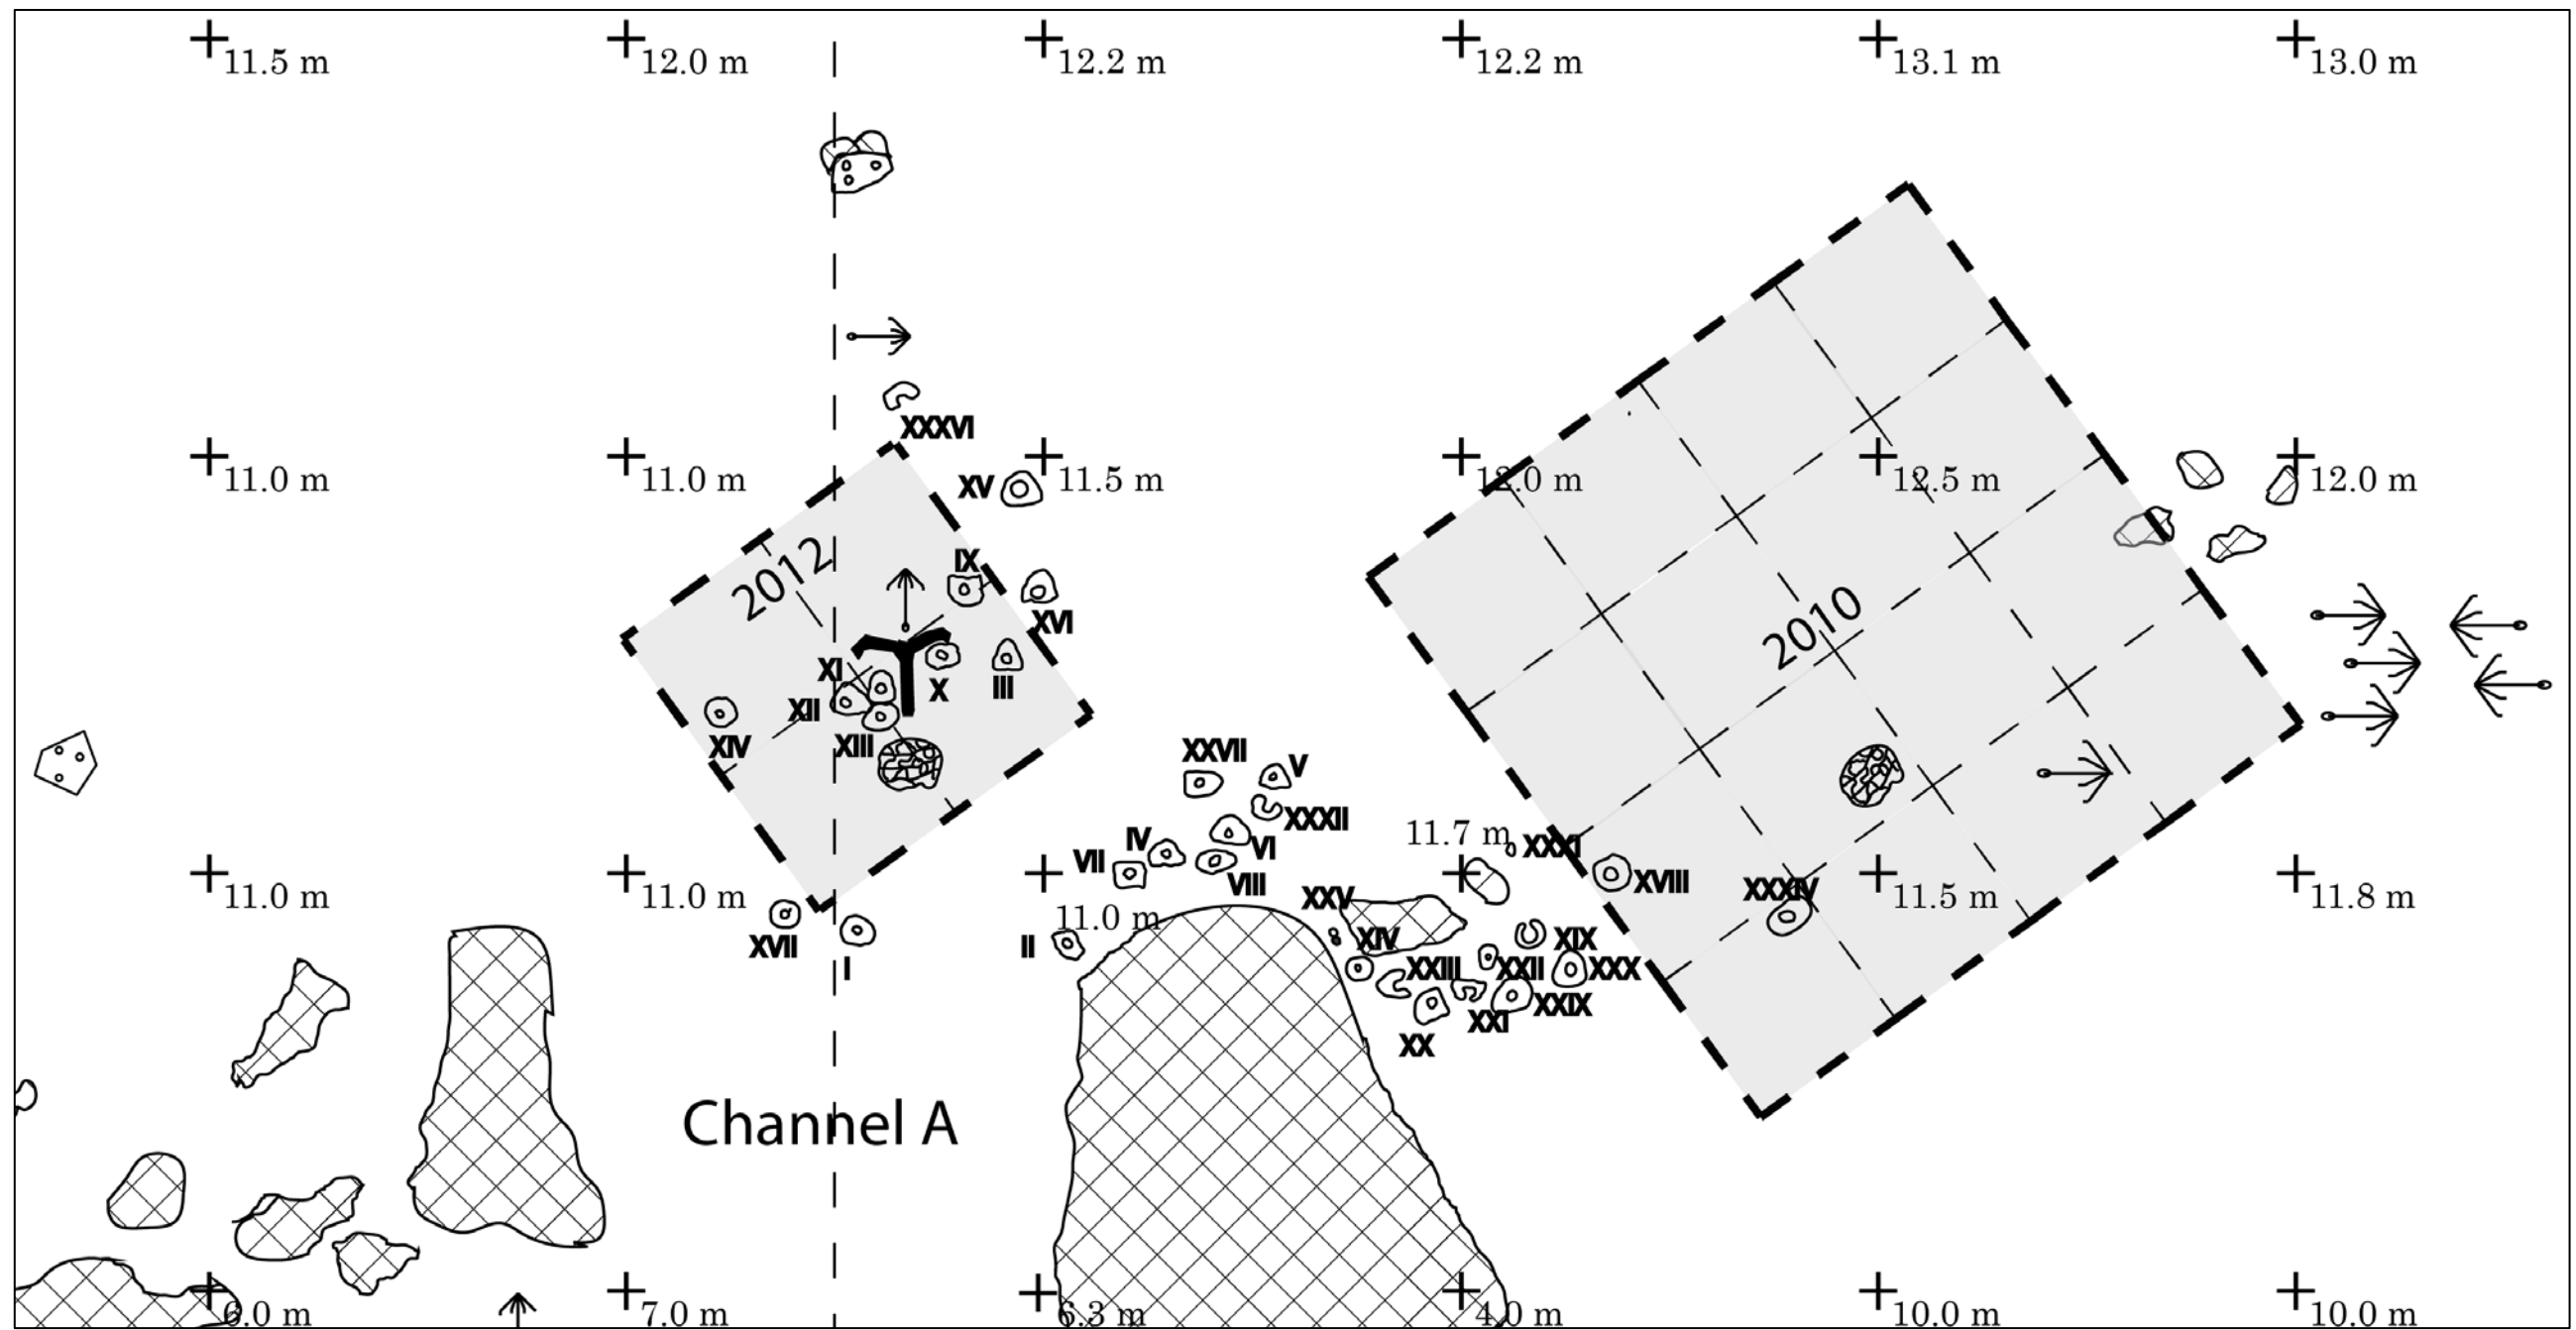 11.5 m
12.0 m
12.2 m
12.2 m
13.1 m
13.0 m
XXXVI
11.0 m
11.0 m
XV
11.5 m
12.0 m
12.5 m
12.0 m
2012
IX
XVI
2010
XI
X
III
XII
XIV
XIII
XXVII
V
XXXII
IV
VI
VII
VIII
11.7 m
XXXI
XVIII
XXXIV
11.0 m
11.0 m
11.0 m
11.5 m
11.8 m
XXV
XVII
I
II
XIV
XIX
XXIII
XXII
XXX
XXIX
XXI
XX
Channel A
6.0 m
7.0 m
6.3 m
4.0 m
10.0 m
10.0 m